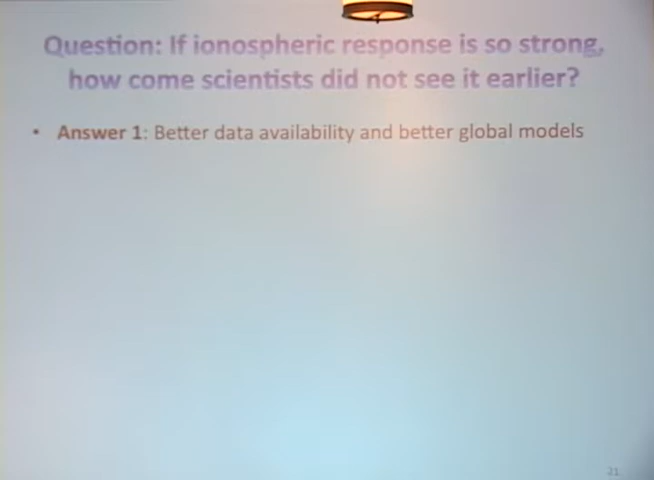 Question: If ionospheric response is so strong,
how come scientists did not see it earlier?
• Answer 1: Better data availability and better global models
21